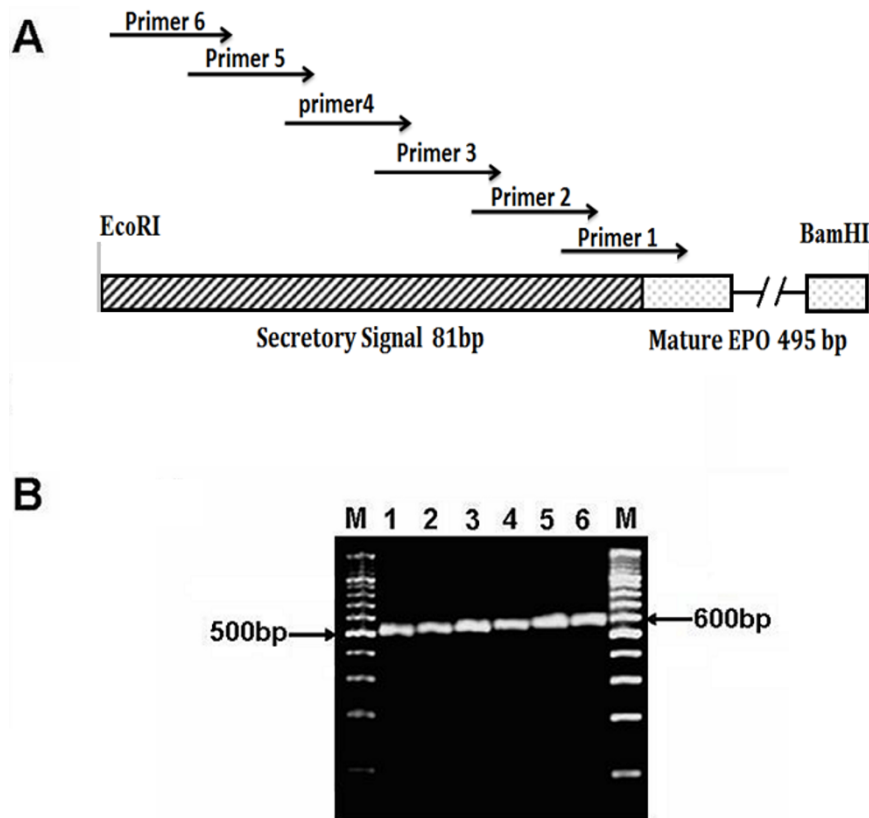 A
Primer 6
Primer 5
primer4
Primer 3
Primer 2
Primer 1
EcoRI
BamHI
Secretory Signal 81bp
Mature EPO 495 bp
B
M 1 2 3 4 5 6 M
500bp
600bp